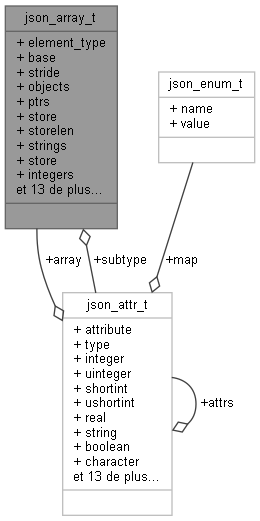 json_array_t
+ element_type
+ base
+ stride
+ objects
+ ptrs
+ store
+ storelen
+ strings
+ store
+ integers
et 13 de plus...
json_enum_t
+ name
+ value
+array
+subtype
+map
json_attr_t
+ attribute
+ type
+ integer
+ uinteger
+ shortint
+ ushortint
+ real
+ string
+ boolean
+ character
et 13 de plus...
+attrs